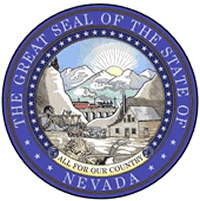 THE GREAT SEAL OF THE STATE OF
ALL FOR OUR COUNTRY
NEVADA